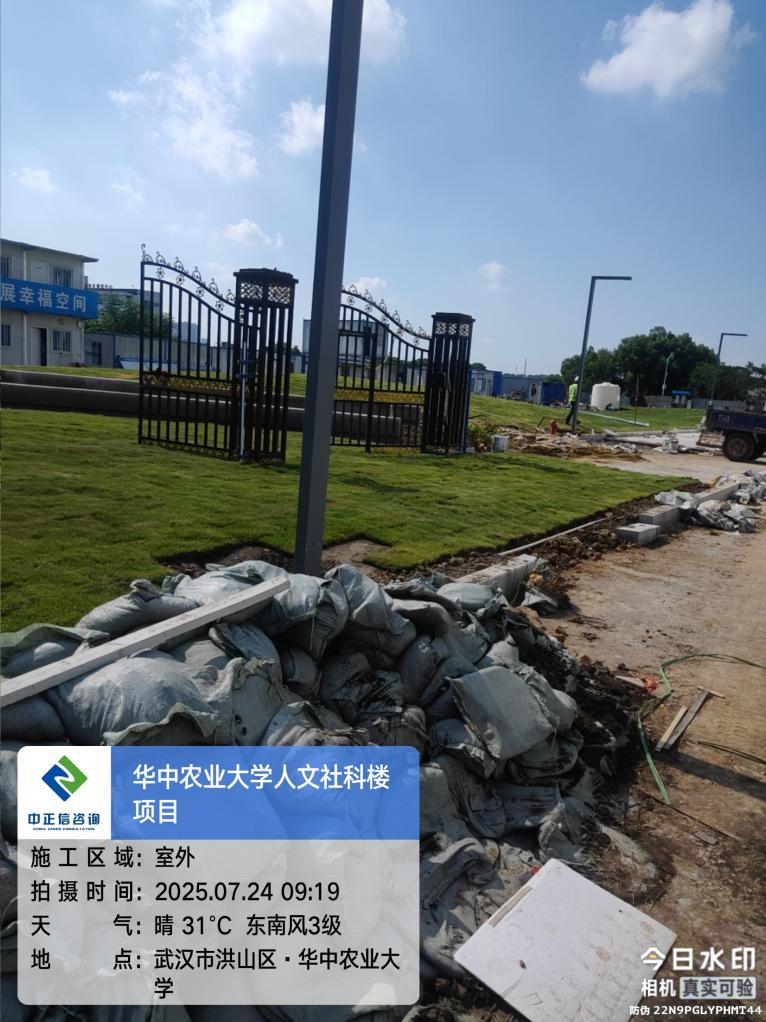 展幸福空间
中正信咨询
CHINA ZEXIN CONSULTATION
华中农业大学人文社科楼
项目
施工区域：室外
拍摄时间：2025.07.24 09:19
天气：晴 31℃ 东南风3级
地点：武汉市洪山区·华中农业大
学
今日水印
相机 真实可验
防伪 22N9PGLYPHMT44